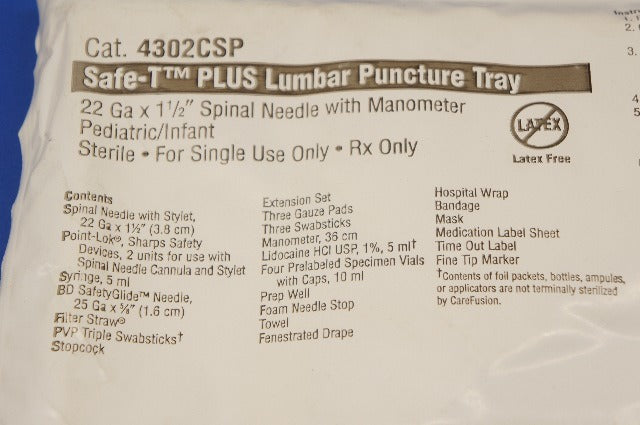 Cat. 4302CSP
Safe-T™ PLUS Lumbar Puncture Tray
22 Ga x 1½" Spinal Needle with Manometer
Pediatric/Infant
Sterile • For Single Use Only • Rx Only
LATEX
Latex Free
Contents
Spinal Needle with Stylet,
22 Ga x 1½" (3.8 cm)
Point-Lok®, Sharps Safety
Devices, 2 units for use with
Spinal Needle Cannula and Stylet
Syringe, 5 ml
BD SafetyGlide™ Needle,
25 Ga x ⅝" (1.6 cm)
Filter Straw®
PVP Triple Swabsticks†
Stopcock
Extension Set
Three Gauze Pads
Three Swabsticks
Manometer, 36 cm
Lidocaine HCl USP, 1%, 5 ml†
Four Prelabeled Specimen Vials
with Caps, 10 ml
Prep Well
Foam Needle Stop
Towel
Fenestrated Drape
Hospital Wrap
Bandage
Mask
Medication Label Sheet
Time Out Label
Fine Tip Marker
†Contents of foil packets, bottles, ampules,
or applicators are not terminally sterilized
by CareFusion.
2.
3.
4
5